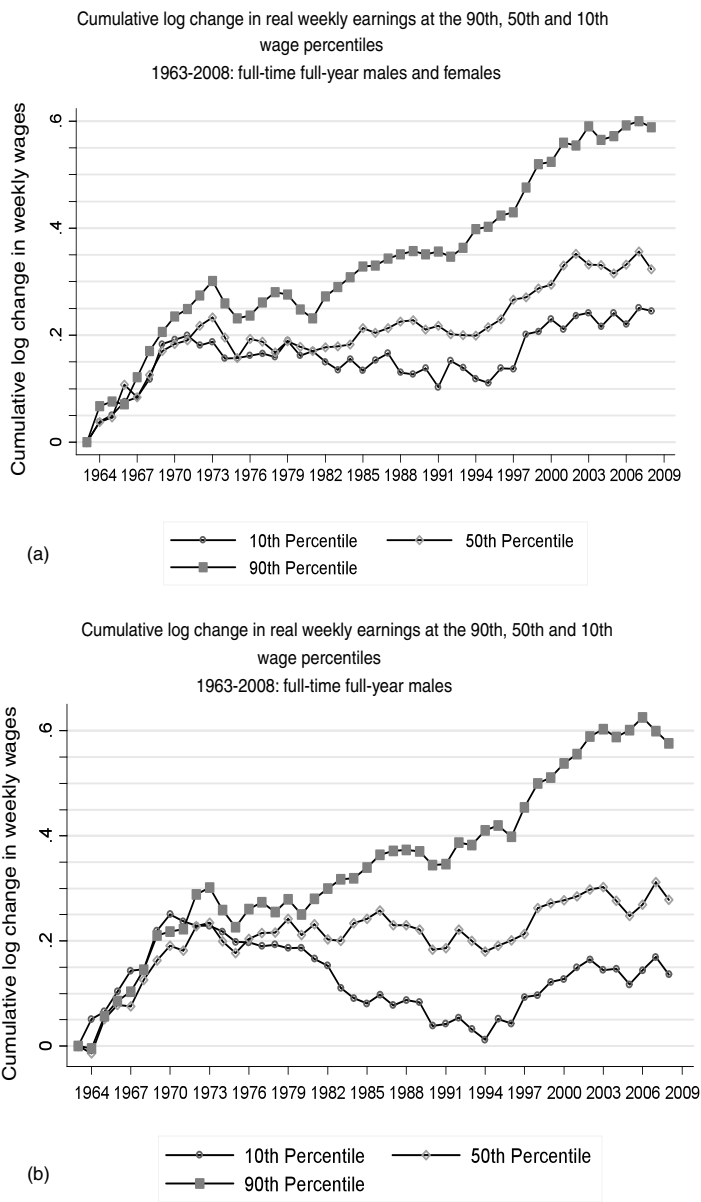 Cumulative log change in real weekly earnings at the 90th, 50th and 10th
wage percentiles
1963-2008: full-time full-year males and females
Cumulative log change in weekly wages
.6
.4
.2
0
1964 1967 1970 1973 1976 1979 1982 1985 1988 1991 1994 1997 2000 2003 2006 2009
(a)
10th Percentile 50th Percentile
90th Percentile
Cumulative log change in real weekly earnings at the 90th, 50th and 10th
wage percentiles
1963-2008: full-time full-year males
Cumulative log change in weekly wages
.6
.4
.2
0
1964 1967 1970 1973 1976 1979 1982 1985 1988 1991 1994 1997 2000 2003 2006 2009
10th Percentile 50th Percentile
90th Percentile
(b)